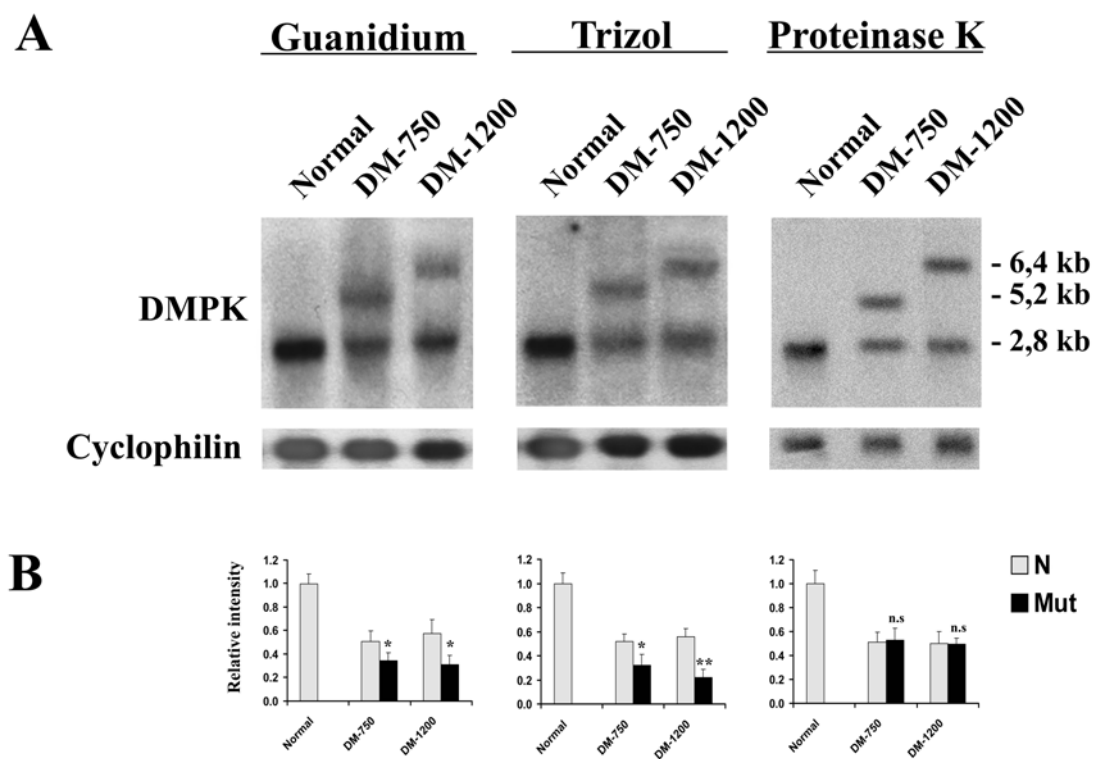 A
Guanidium Trizol Proteinase K
Normal DM-750 DM-1200 Normal DM-750 DM-1200 Normal DM-750 DM-1200
DMPK
- 6,4 kb
- 5,2 kb
- 2,8 kb
Cyclophilin
B
Relative intensity
1.2
1.0
0.8
0.6
0.4
0.2
0.0
* *
Normal DM-750 DM-1200
1.2
1.0
0.8
0.6
0.4
0.2
0.0
* **
Normal DM-750 DM-1200
1.2
1.0
0.8
0.6
0.4
0.2
0.0
n.s n.s
Normal DM-750 DM-1200
N
Mut